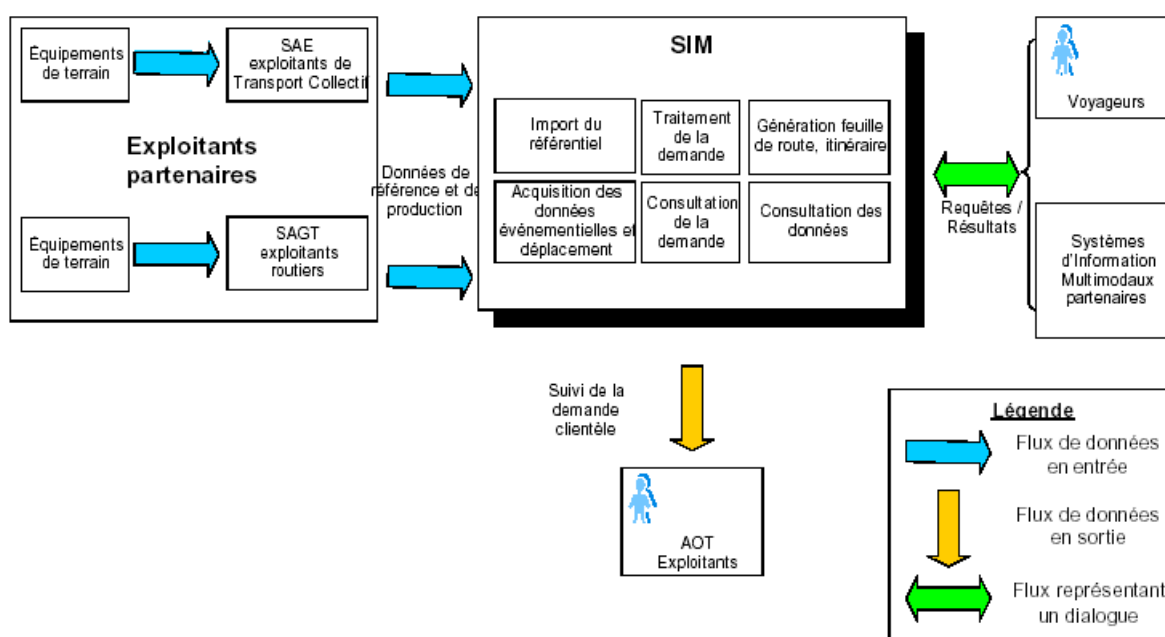 Équipements
de terrain
SAE
exploitants de
Transport Collectif
Exploitants
partenaires
Équipements
de terrain
SAGT
exploitants
routiers
Données de
référence et de
production
SIM
Import du
référentiel
Traitement
de la
demande
Génération feuille
de route, itinéraire
Acquisition des
données
événementielles et
déplacement
Consultation
de la
demande
Consultation des
données
Requêtes /
Résultats
Voyageurs
Systèmes
d'Information
Multimodaux
partenaires
Suivi de la
demande
clientèle
AOT
Exploitants
Légende
Flux de données
en entrée
Flux de données
en sortie
Flux représentant
un dialogue